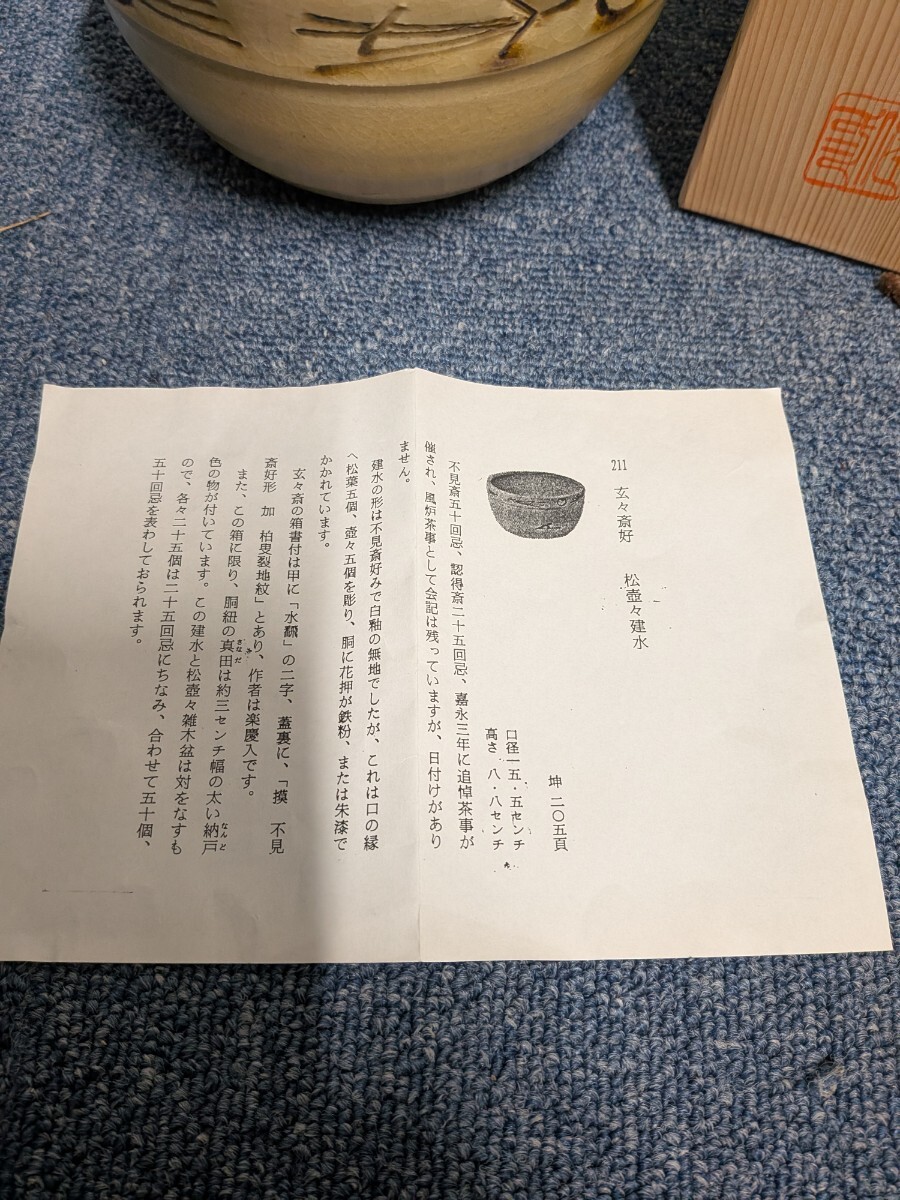 211　玄々斎好　　松壺々建水
坤 二〇五頁
口径一五・五センチ
高さ　八・八センチ
不見斎五十回忌、認得斎二十五回忌、嘉永三年に追悼茶事が
催され、風炉茶事として会記は残っていますが、日付けがあり
ません。
建水の形は不見斎好みで白釉の無地でしたが、これは口の縁
へ松葉五個、壺々五個を彫り、胴に花押が鉄粉、または朱漆で
かかれています。
玄々斎の箱書付は甲に「水飜」の二字、蓋裏に、「摸　不見
斎好形　加　柏叟裂地紋」とあり、作者は楽慶入です。
また、この箱に限り、胴紐の真田は約三センチ幅の太い納戸
さなだ
なんど
色の物が付いています。この建水と松壺々雑木盆は対をなすも
ので、各々二十五個は二十五回忌にちなみ、合わせて五十個、
五十回忌を表わしておられます。